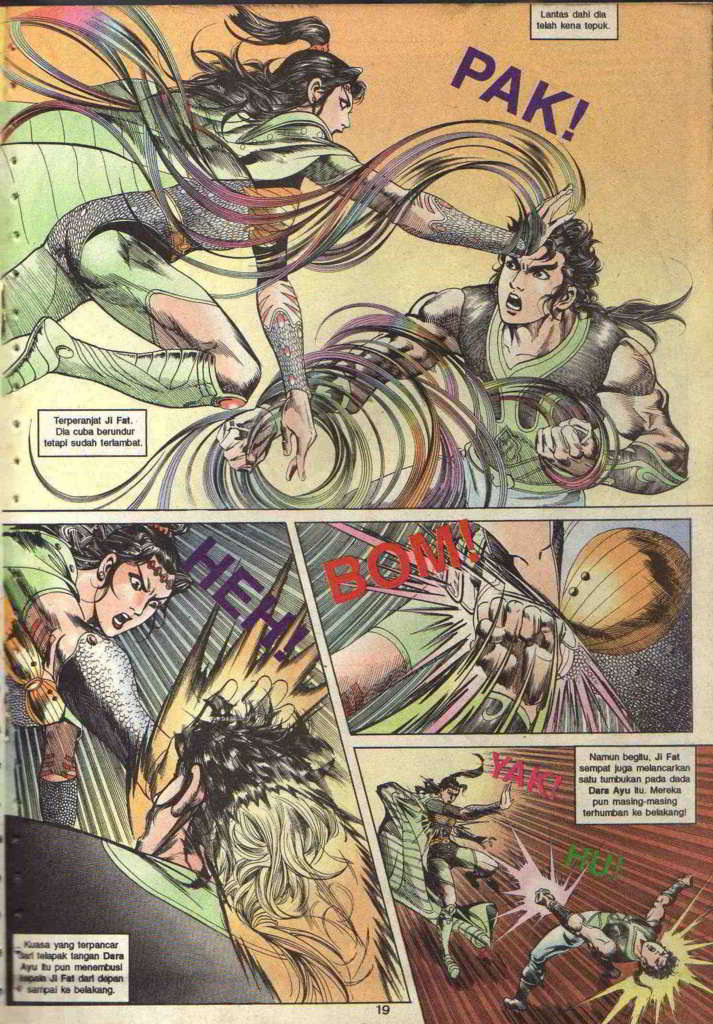 Lantas dahi dia
telah kena tepuk.
PAK!
Terperanjat Ji Fat.
Dia cuba berundur
tetapi sudah terlambat.
HEH!
BOM!
Kuasa yang terpancar
dari telapak tangan Dara
Ayu itu pun menembusi
kepala Ji Fat dari depan
sampai ke belakang.
Namun begitu, Ji Fat
sempat juga melancarkan
satu tumbukan pada dada
Dara Ayu itu. Mereka
pun masing-masing
terhumban ke belakang!
YAK!
HU!
19